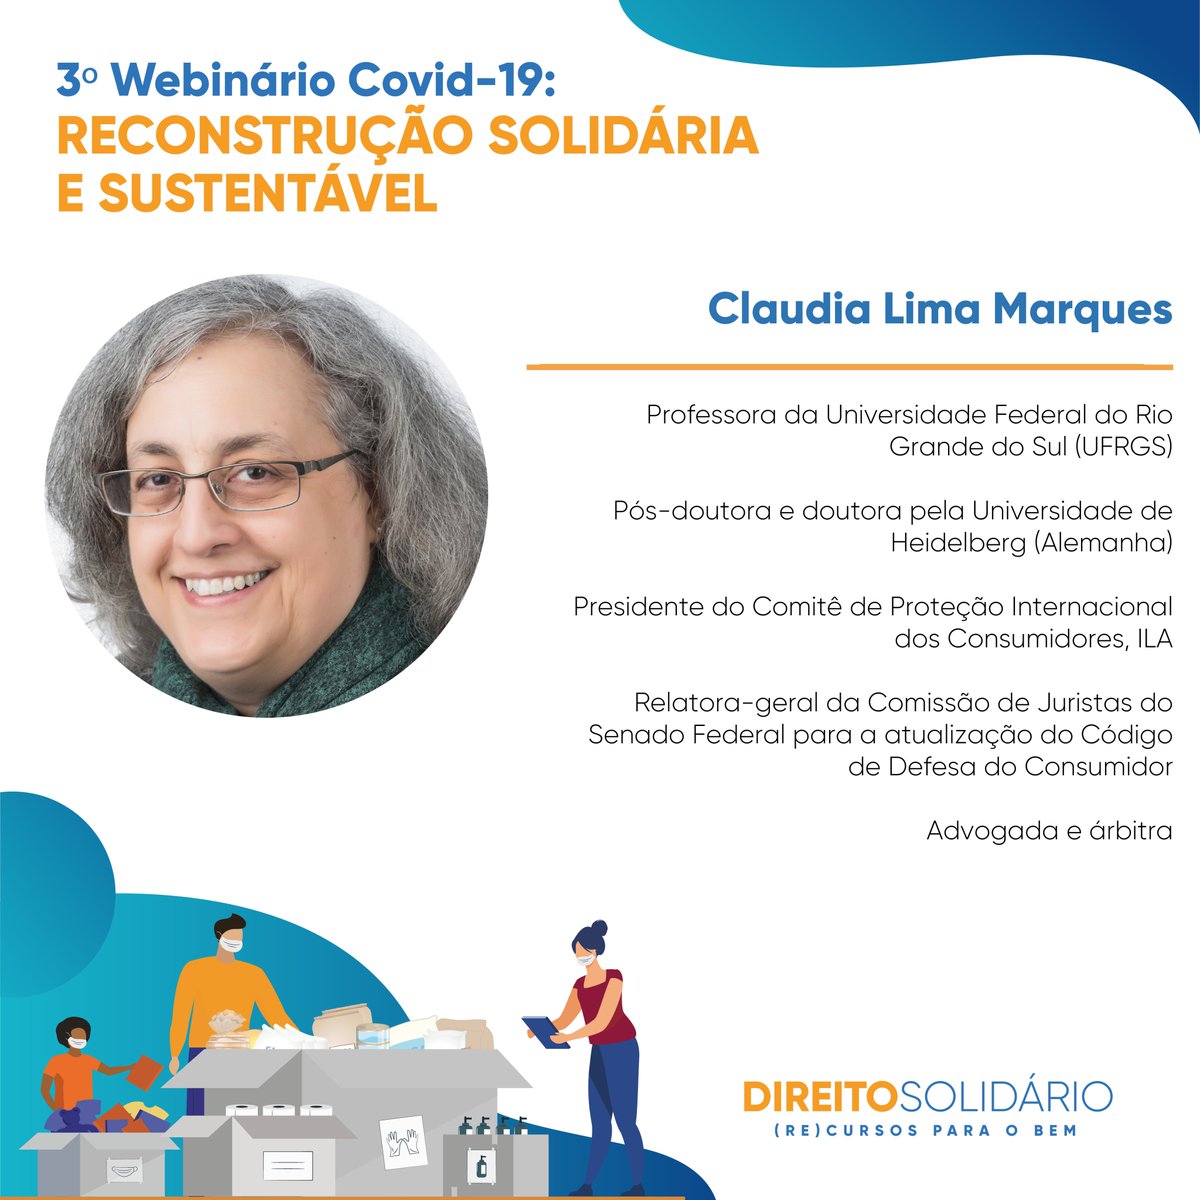 3º Webinário Covid-19:
RECONSTRUÇÃO SOLIDÁRIA
E SUSTENTÁVEL
Claudia Lima Marques
Professora da Universidade Federal do Rio
Grande do Sul (UFRGS)
Pós-doutora e doutora pela Universidade de
Heidelberg (Alemanha)
Presidente do Comitê de Proteção Internacional
dos Consumidores, ILA
Relatora-geral da Comissão de Juristas do
Senado Federal para a atualização do Código
de Defesa do Consumidor
Advogada e árbitra
DIREITOSOLIDÁRIO
(RE)CURSOS PARA O BEM